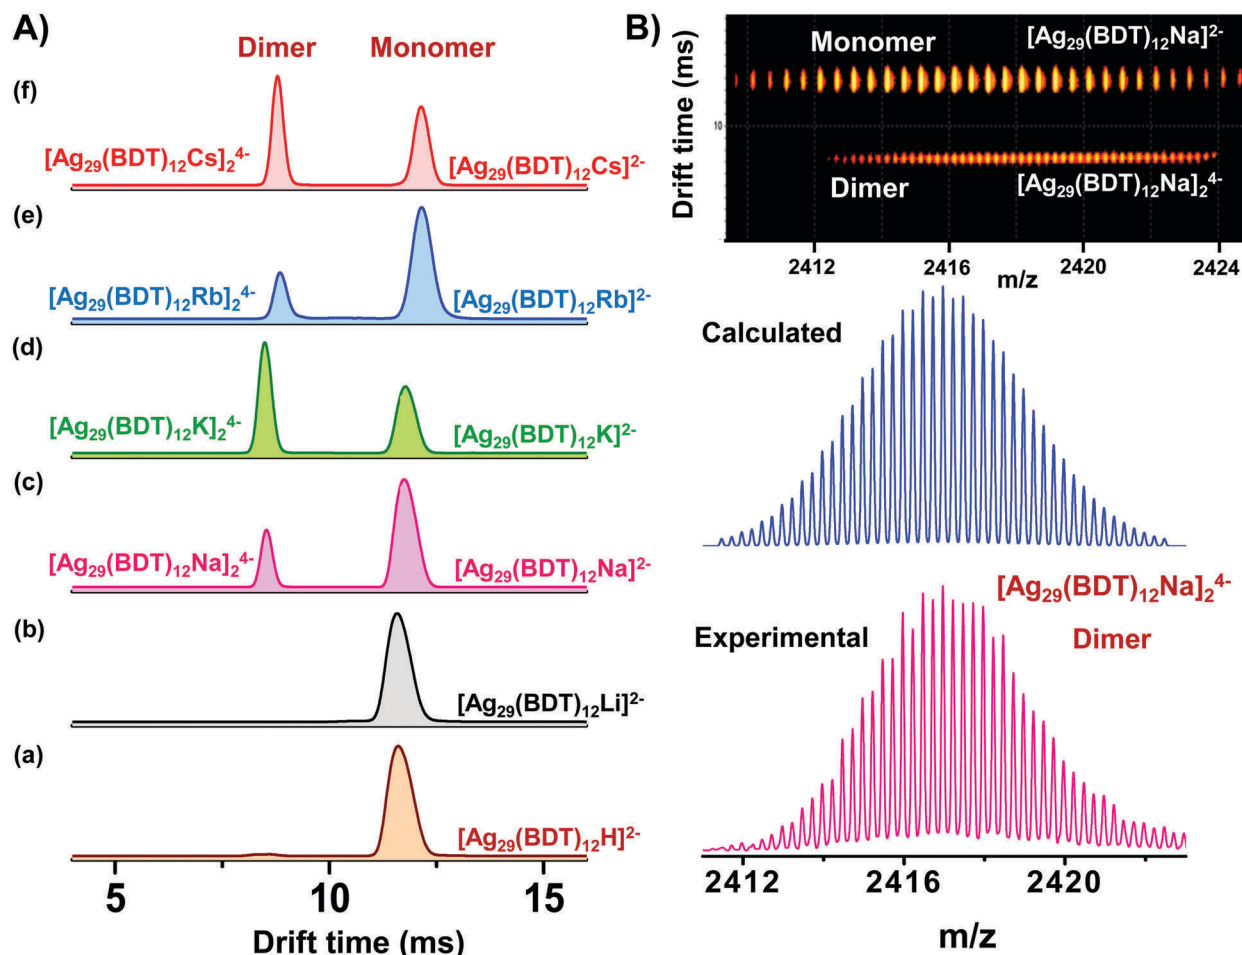 A)
Dimer Monomer
(f)
[Ag₂₉(BDT)₁₂Cs]₂⁴⁻ [Ag₂₉(BDT)₁₂Cs]²⁻
(e)
[Ag₂₉(BDT)₁₂Rb]₂⁴⁻ [Ag₂₉(BDT)₁₂Rb]²⁻
(d)
[Ag₂₉(BDT)₁₂K]₂⁴⁻ [Ag₂₉(BDT)₁₂K]²⁻
(c)
[Ag₂₉(BDT)₁₂Na]₂⁴⁻ [Ag₂₉(BDT)₁₂Na]²⁻
(b)
[Ag₂₉(BDT)₁₂Li]²⁻
(a)
[Ag₂₉(BDT)₁₂H]²⁻
5 10 15
Drift time (ms)
B)
Drift time (ms)
Monomer [Ag₂₉(BDT)₁₂Na]²⁻
10
Dimer [Ag₂₉(BDT)₁₂Na]₂⁴⁻
2412 2416 2420 2424
m/z
Calculated
[Ag₂₉(BDT)₁₂Na]₂⁴⁻
Experimental Dimer
2412 2416 2420
m/z